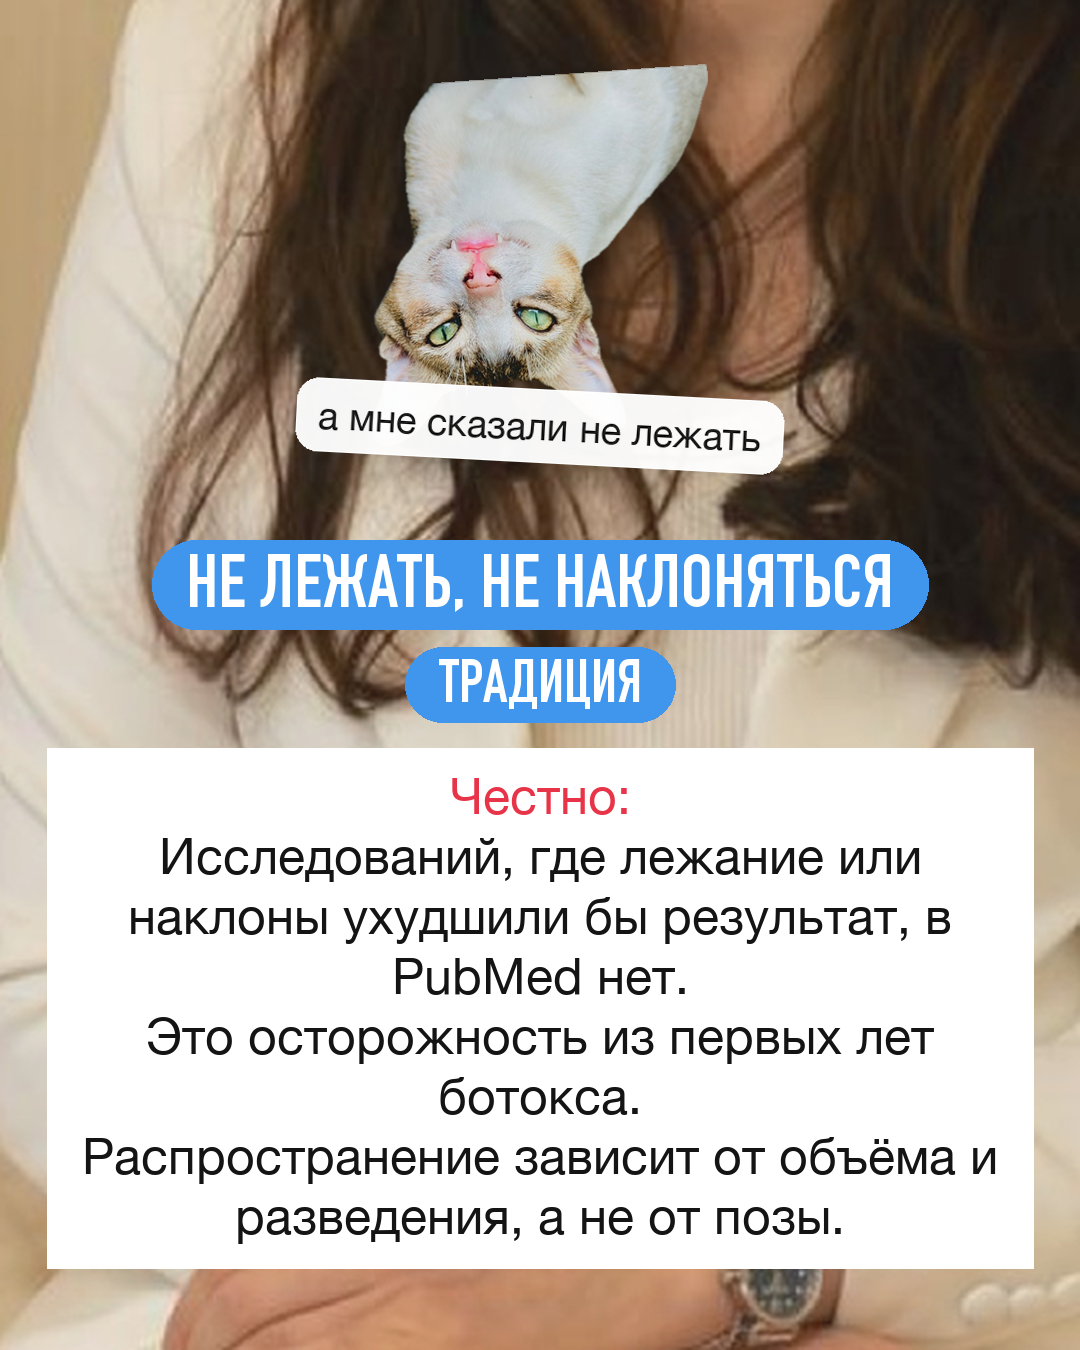 а мне сказали не лежать
НЕ ЛЕЖАТЬ, НЕ НАКЛОНЯТЬСЯ
ТРАДИЦИЯ
Честно:
Исследований, где лежание или
наклоны ухудшили бы результат, в
PubMed нет.
Это осторожность из первых лет
ботокса.
Распространение зависит от объёма и
разведения, а не от позы.